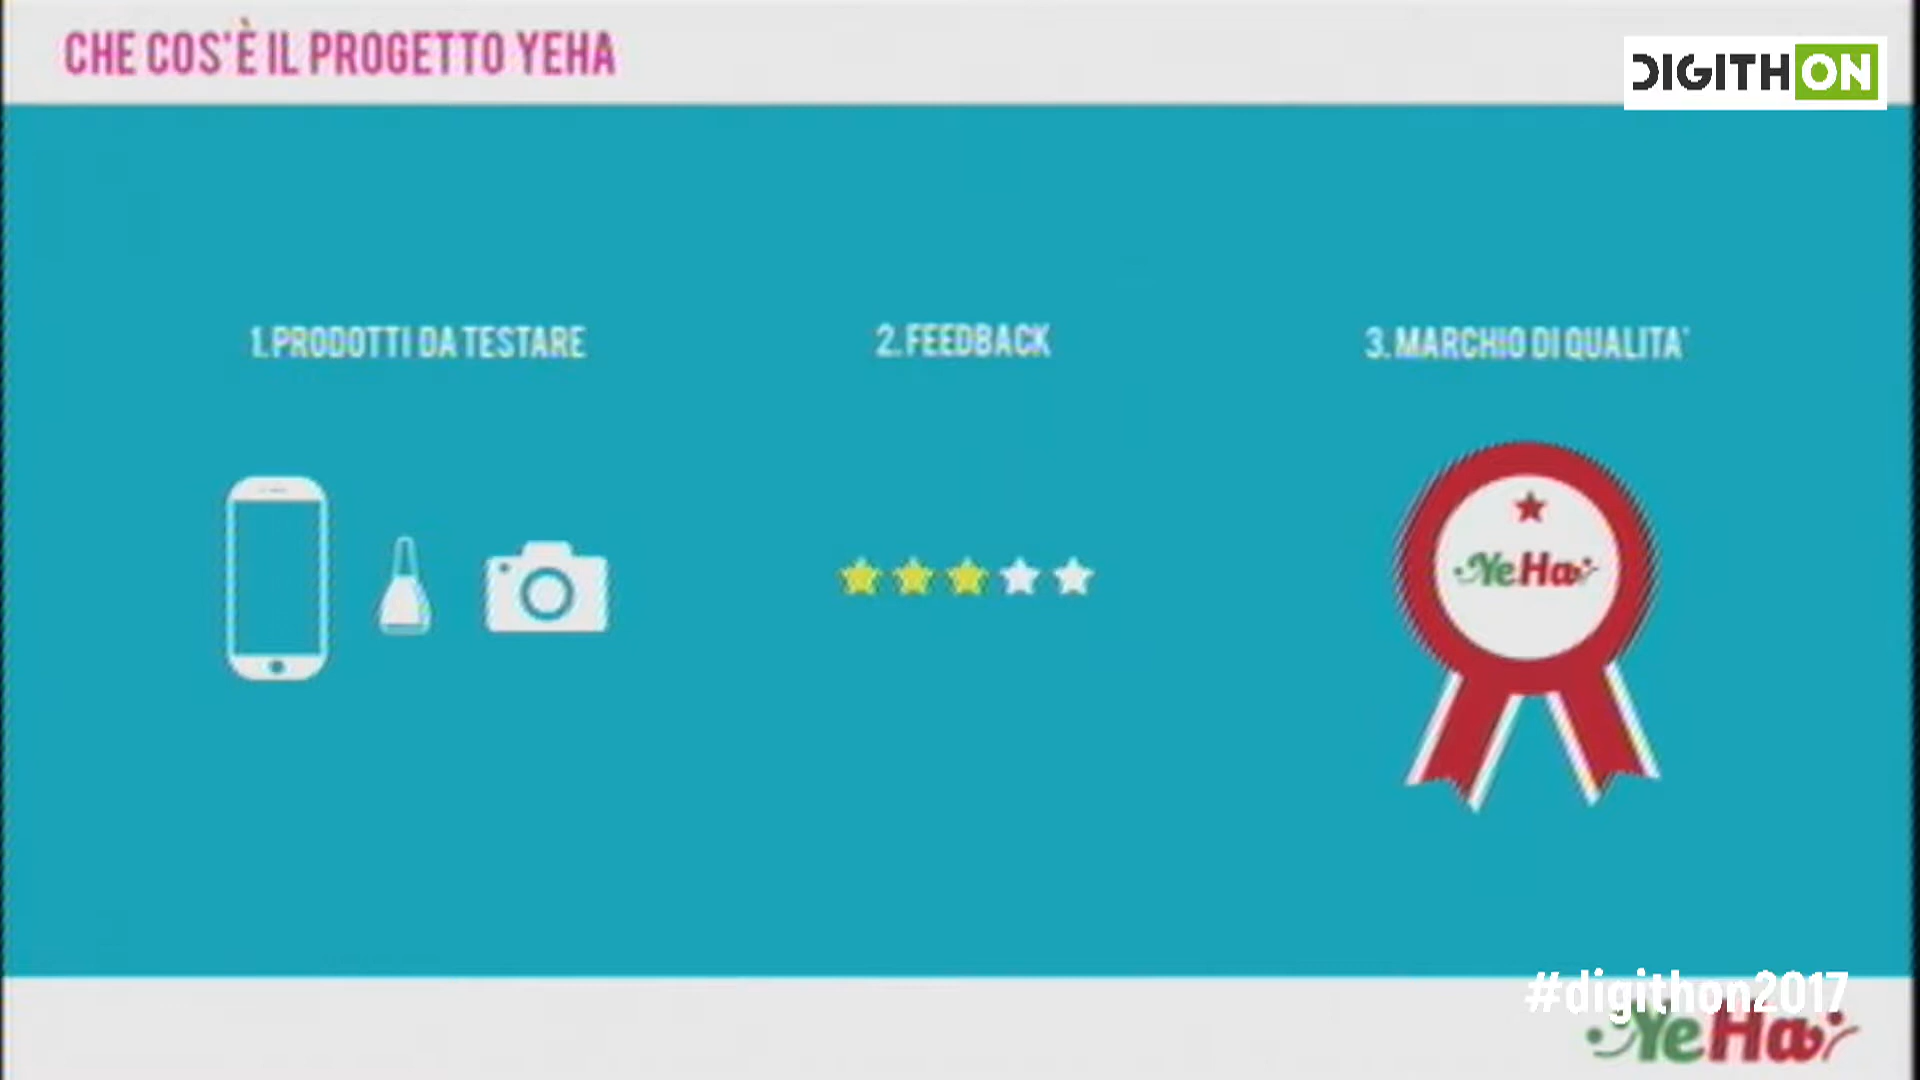 CHE COS'È IL PROGETTO YEHA
DIGITHON
1. PRODOTTI DA TESTARE
2. FEEDBACK
3. MARCHIO DI QUALITA'
YeHa
#digithon2017
YeHa